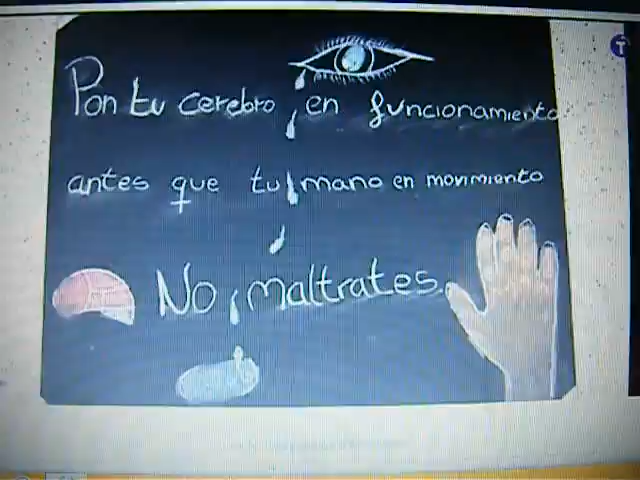 Pon tu cerebro en funcionamiento
antes que tu mano en movimiento
No maltrates.
T